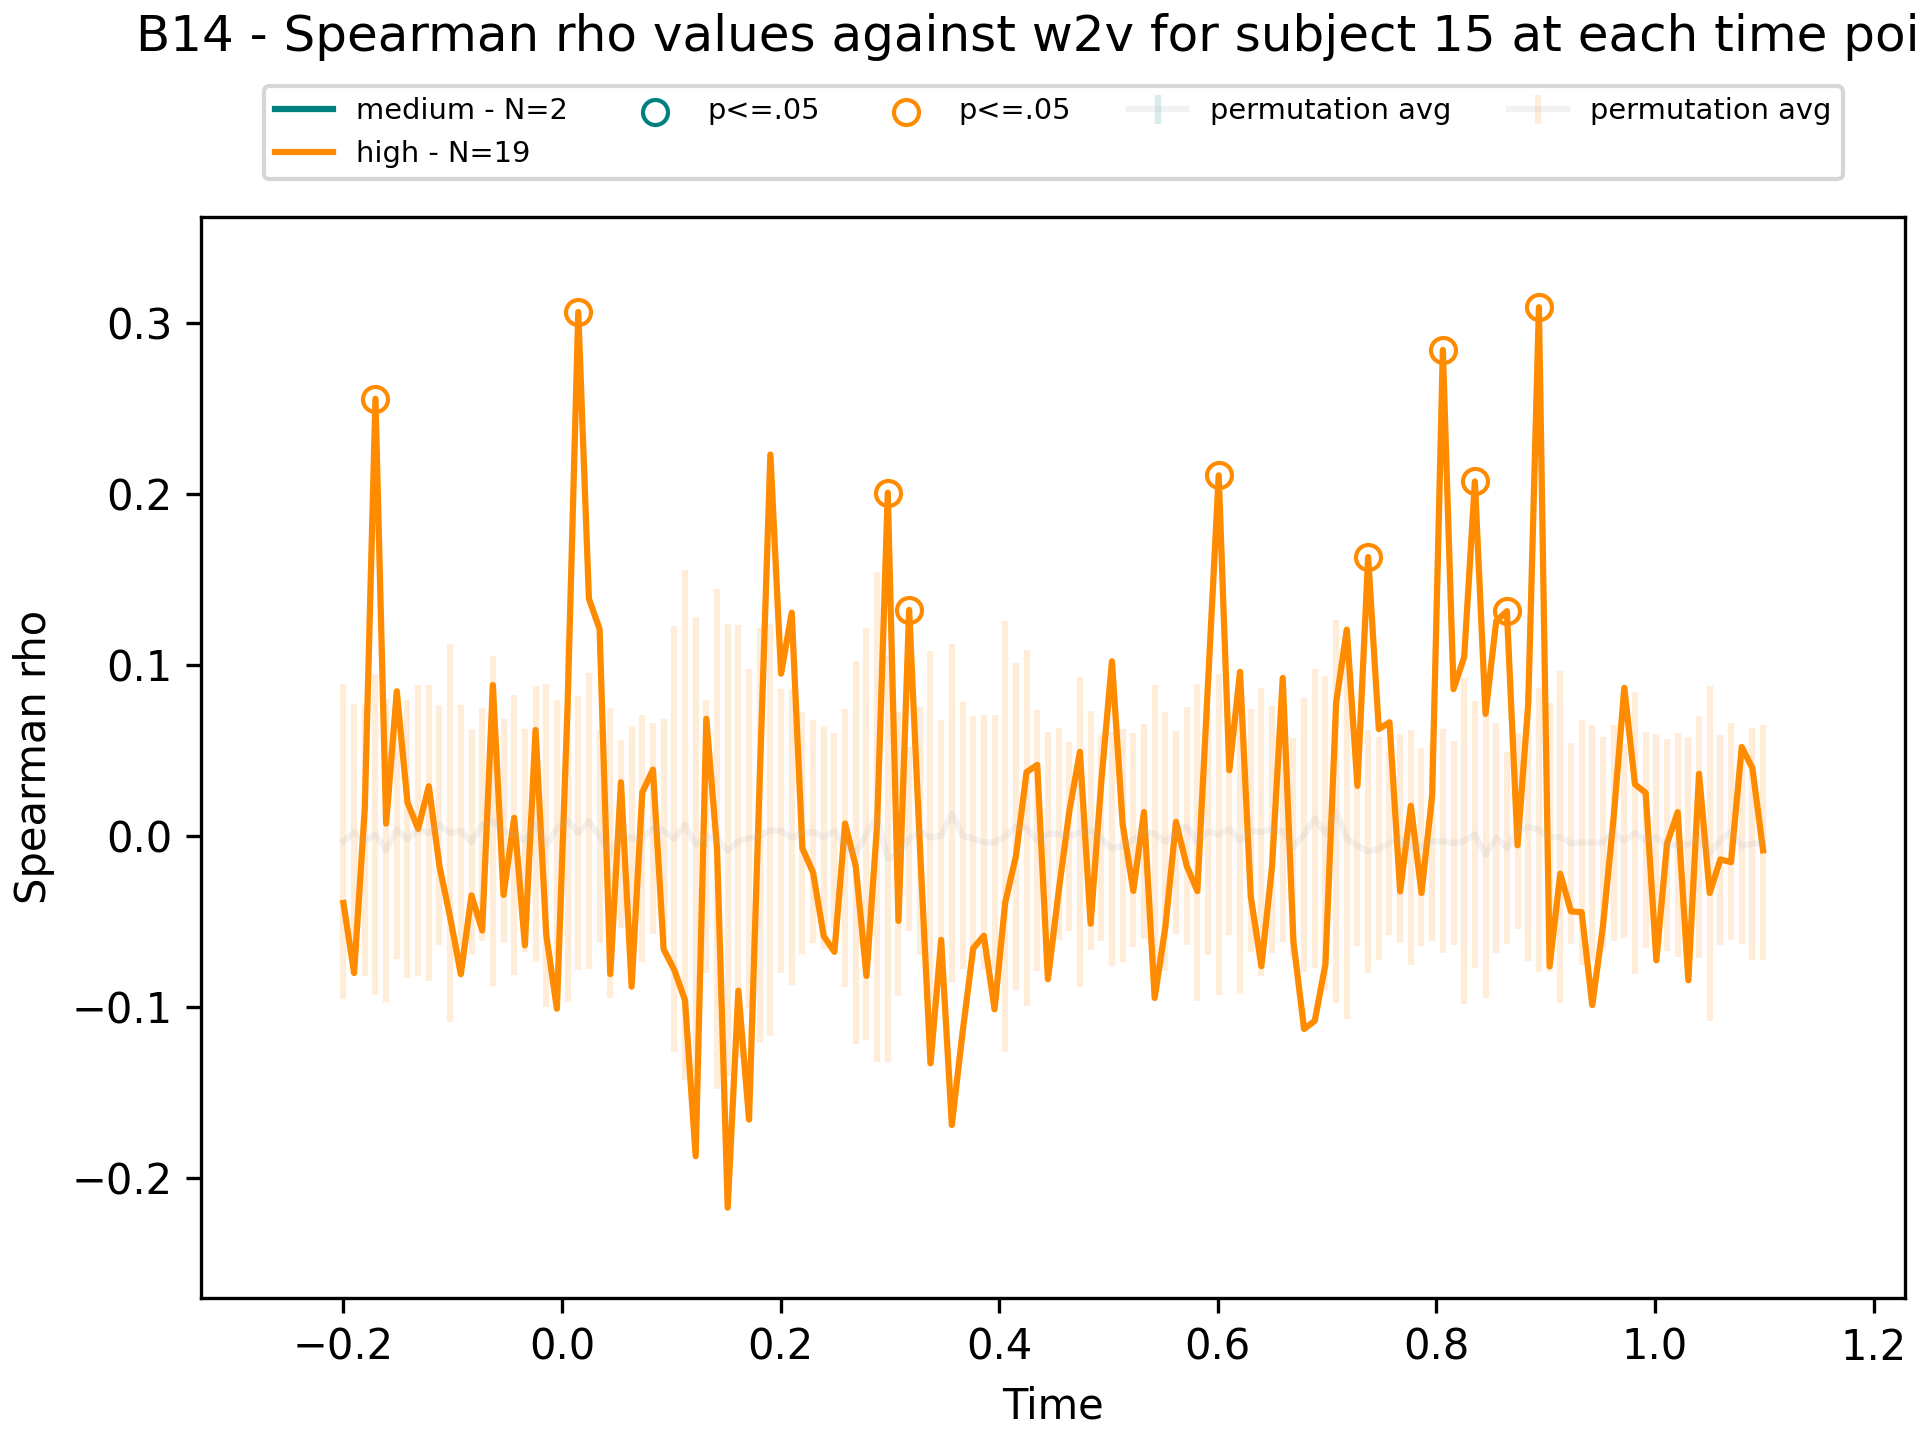 B14 - Spearman rho values against w2v for subject 15 at each time poi
medium - N=2
high - N=19
p<=.05
p<=.05
permutation avg
permutation avg
Spearman rho
0.3
0.2
0.1
0.0
−0.1
−0.2
−0.2
0.0
0.2
0.4
0.6
0.8
1.0
1.2
Time